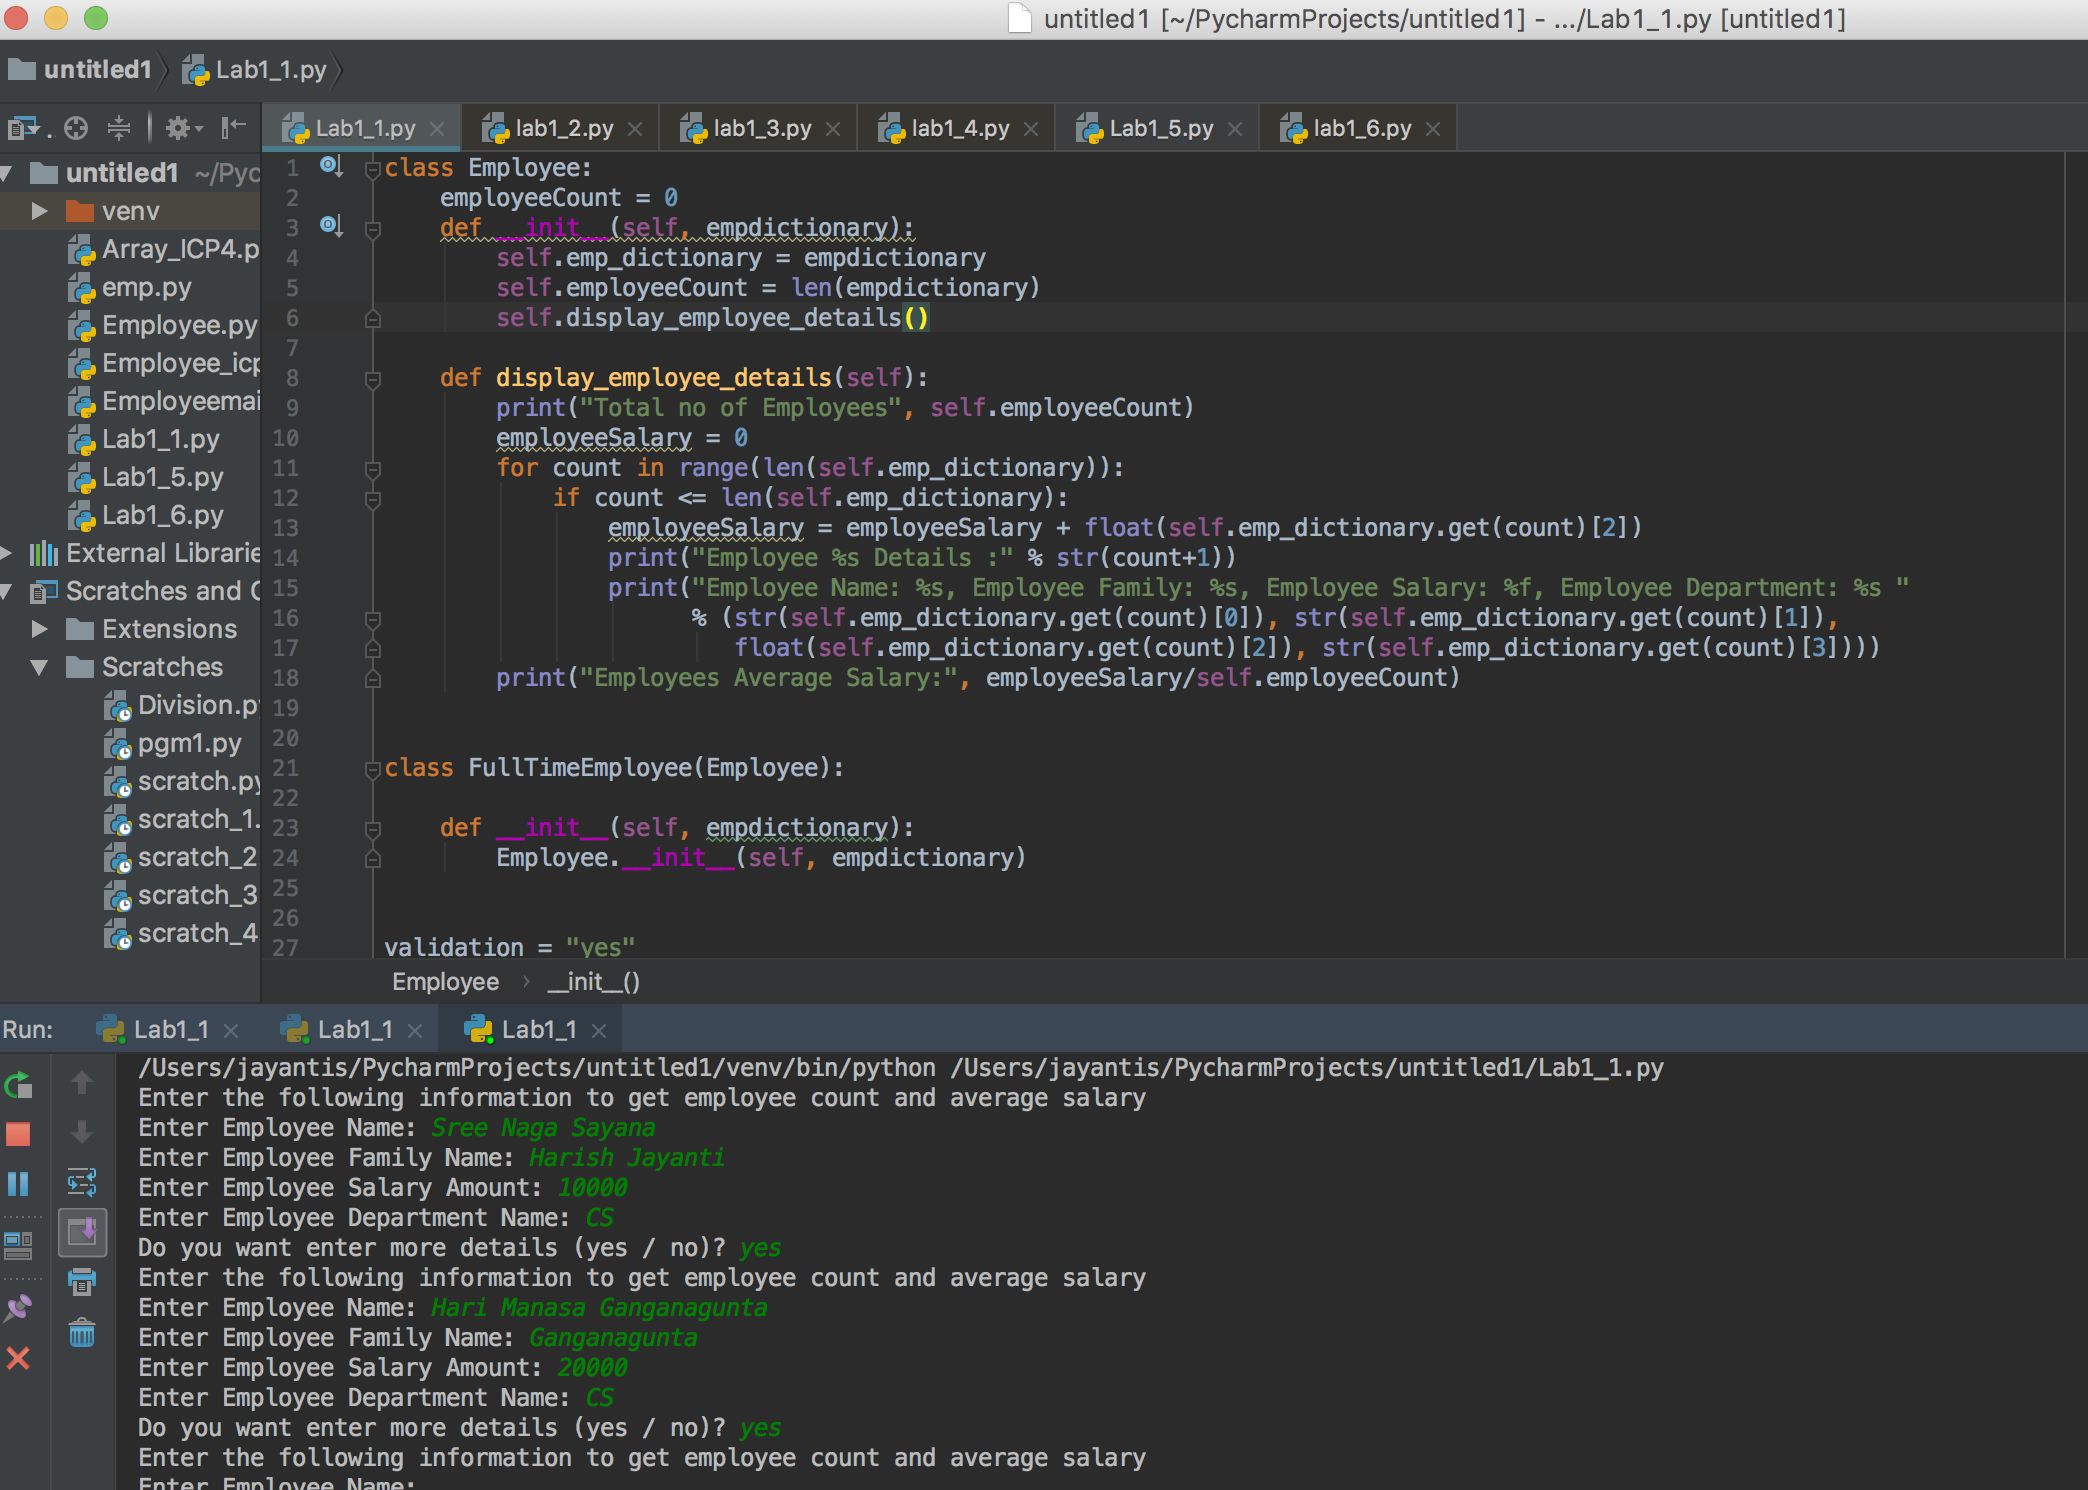 untitled1 [~/PycharmProjects/untitled1] - .../Lab1_1.py [untitled1]
untitled1 Lab1_1.py
Lab1_1.py lab1_2.py lab1_3.py lab1_4.py Lab1_5.py lab1_6.py
untitled1 ~/Pyc
venv
Array_ICP4.p
emp.py
Employee.py
Employee_icp
Employeemai
Lab1_1.py
Lab1_5.py
Lab1_6.py
External Librarie
Scratches and C
Extensions
Scratches
Division.py
pgm1.py
scratch.py
scratch_1.
scratch_2
scratch_3
scratch_4
1 class Employee:
2     employeeCount = 0
3     def __init__(self, empdictionary):
4         self.emp_dictionary = empdictionary
5         self.employeeCount = len(empdictionary)
6         self.display_employee_details()
7
8     def display_employee_details(self):
9         print("Total no of Employees", self.employeeCount)
10         employeeSalary = 0
11         for count in range(len(self.emp_dictionary)):
12             if count <= len(self.emp_dictionary):
13                 employeeSalary = employeeSalary + float(self.emp_dictionary.get(count)[2])
14                 print("Employee %s Details :" % str(count+1))
15                 print("Employee Name: %s, Employee Family: %s, Employee Salary: %f, Employee Department: %s "
16                       % (str(self.emp_dictionary.get(count)[0]), str(self.emp_dictionary.get(count)[1]),
17                          float(self.emp_dictionary.get(count)[2]), str(self.emp_dictionary.get(count)[3])))
18         print("Employees Average Salary:", employeeSalary/self.employeeCount)
19
20
21 class FullTimeEmployee(Employee):
22
23     def __init__(self, empdictionary):
24         Employee.__init__(self, empdictionary)
25
26
27 validation = "yes"
Employee › __init__()
Run: Lab1_1 Lab1_1 Lab1_1
/Users/jayantis/PycharmProjects/untitled1/venv/bin/python /Users/jayantis/PycharmProjects/untitled1/Lab1_1.py
Enter the following information to get employee count and average salary
Enter Employee Name: Sree Naga Sayana
Enter Employee Family Name: Harish Jayanti
Enter Employee Salary Amount: 10000
Enter Employee Department Name: CS
Do you want enter more details (yes / no)? yes
Enter the following information to get employee count and average salary
Enter Employee Name: Hari Manasa Ganganagunta
Enter Employee Family Name: Ganganagunta
Enter Employee Salary Amount: 20000
Enter Employee Department Name: CS
Do you want enter more details (yes / no)? yes
Enter the following information to get employee count and average salary
Enter Employee Name: